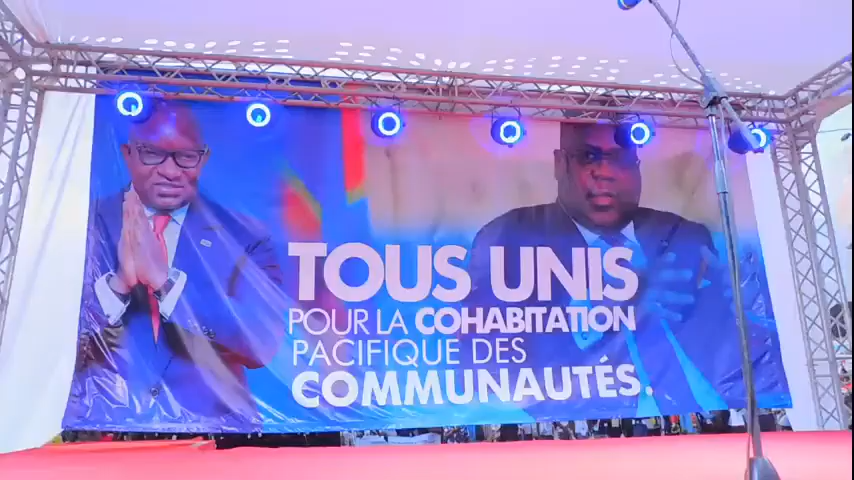 TOUS UNIS
POUR LA COHABITATION
PACIFIQUE DES
COMMUNAUTÉS.